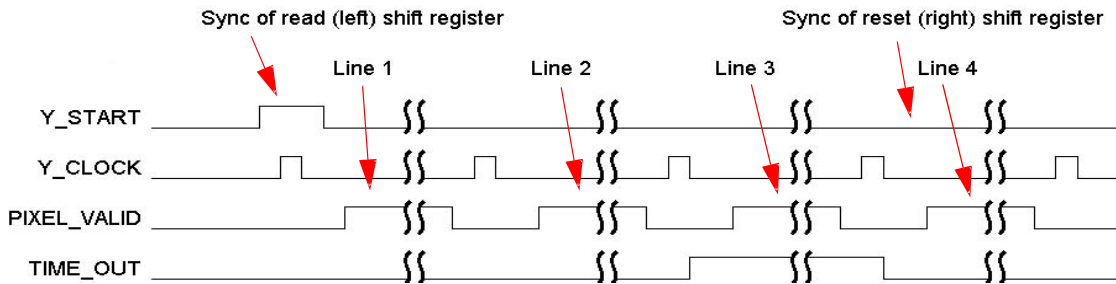 Sync of read (left) shift register
Sync of reset (right) shift register
Line 1
Line 2
Line 3
Line 4
Y_START
Y_CLOCK
PIXEL_VALID
TIME_OUT